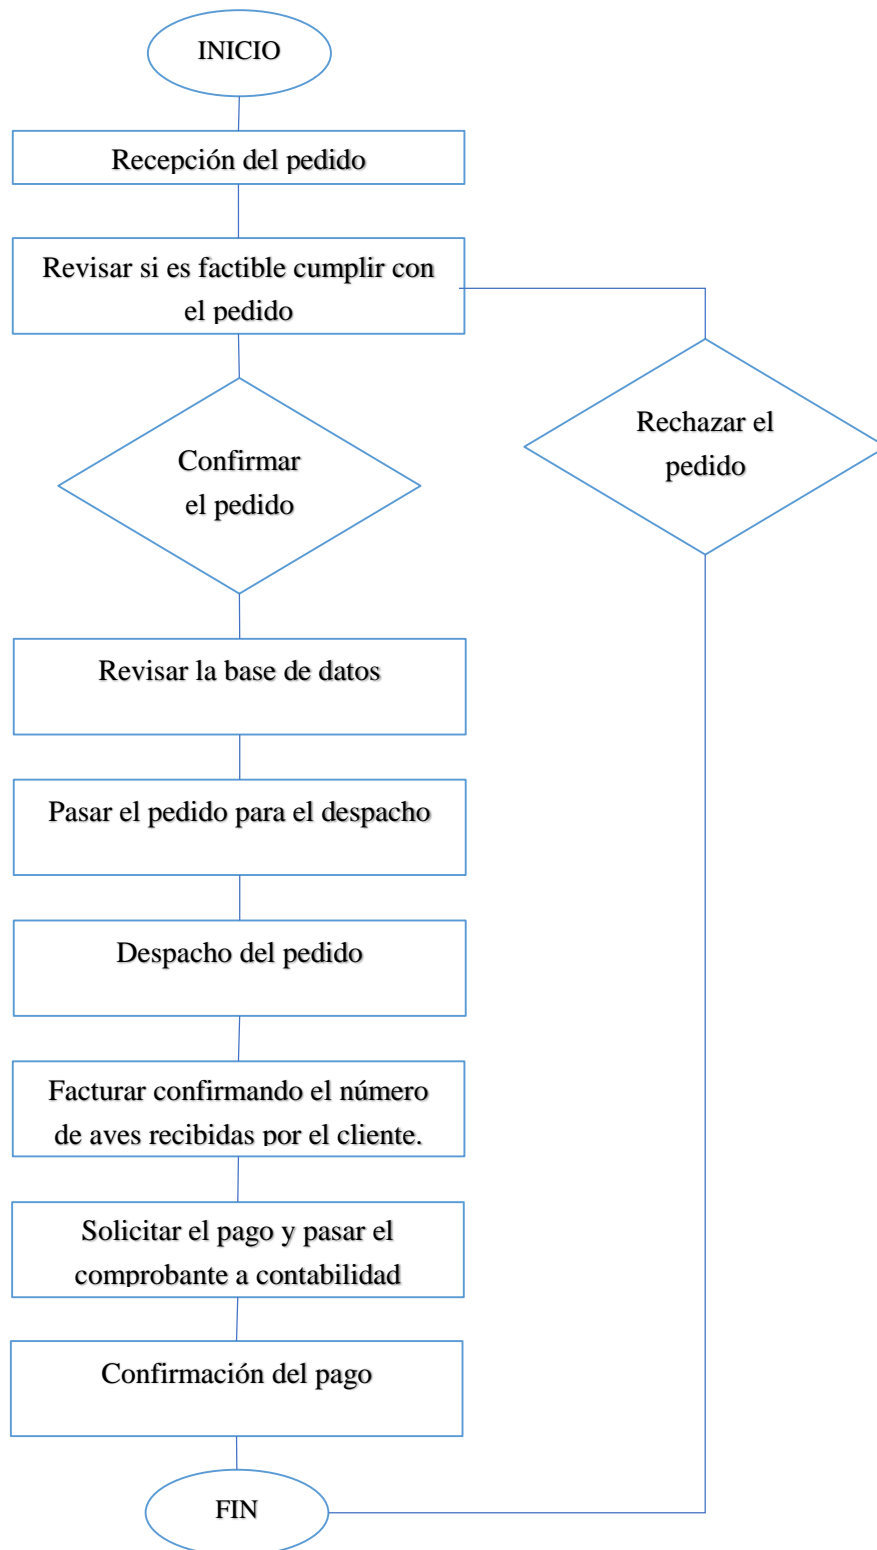 INICIO
Recepción del pedido
Revisar si es factible cumplir con
el pedido
Rechazar el
pedido
Confirmar
el pedido
Revisar la base de datos
Pasar el pedido para el despacho
Despacho del pedido
Facturar confirmando el número
de aves recibidas por el cliente.
Solicitar el pago y pasar el
comprobante a contabilidad
Confirmación del pago
FIN